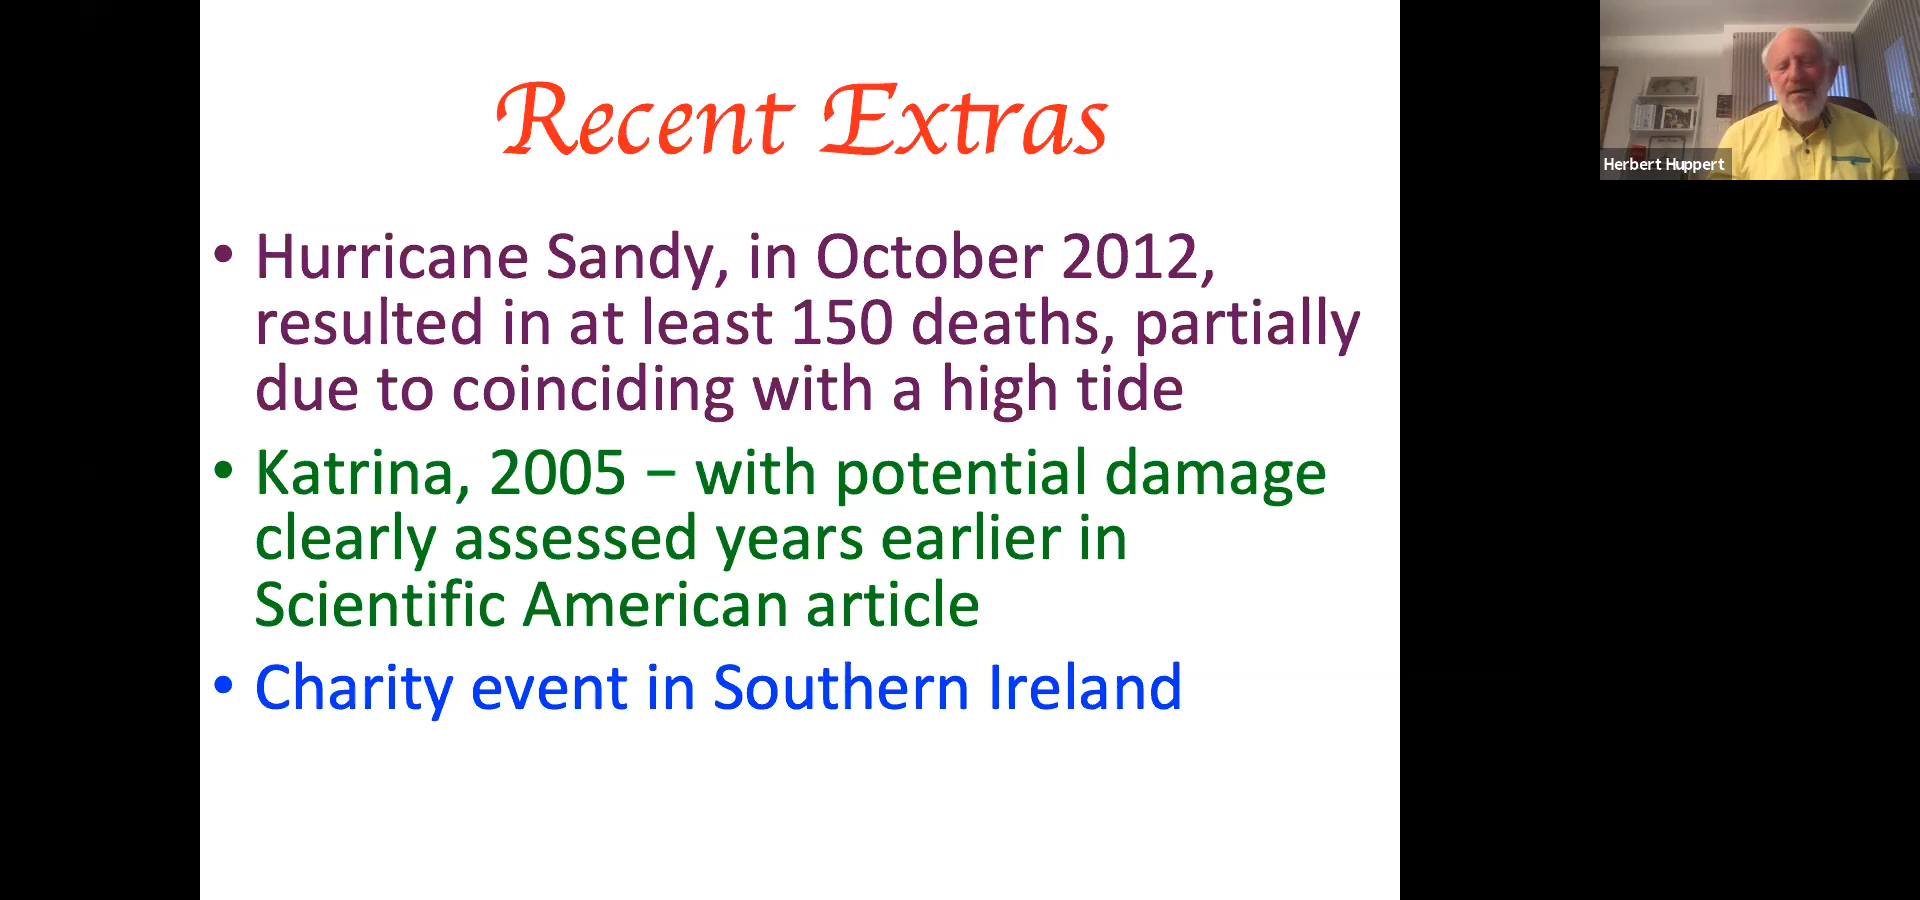 Recent Extras
• Hurricane Sandy, in October 2012,
resulted in at least 150 deaths, partially
due to coinciding with a high tide
• Katrina, 2005 – with potential damage
clearly assessed years earlier in
Scientific American article
• Charity event in Southern Ireland
Herbert Huppert